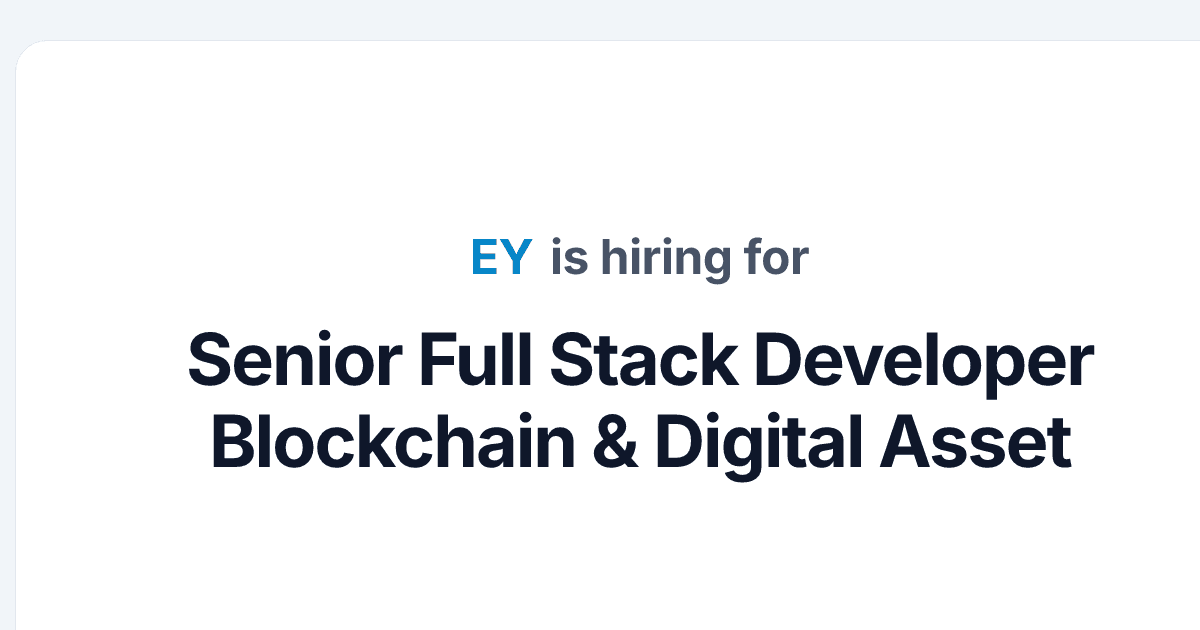 EY is hiring for
Senior Full Stack Developer
Blockchain & Digital Asset